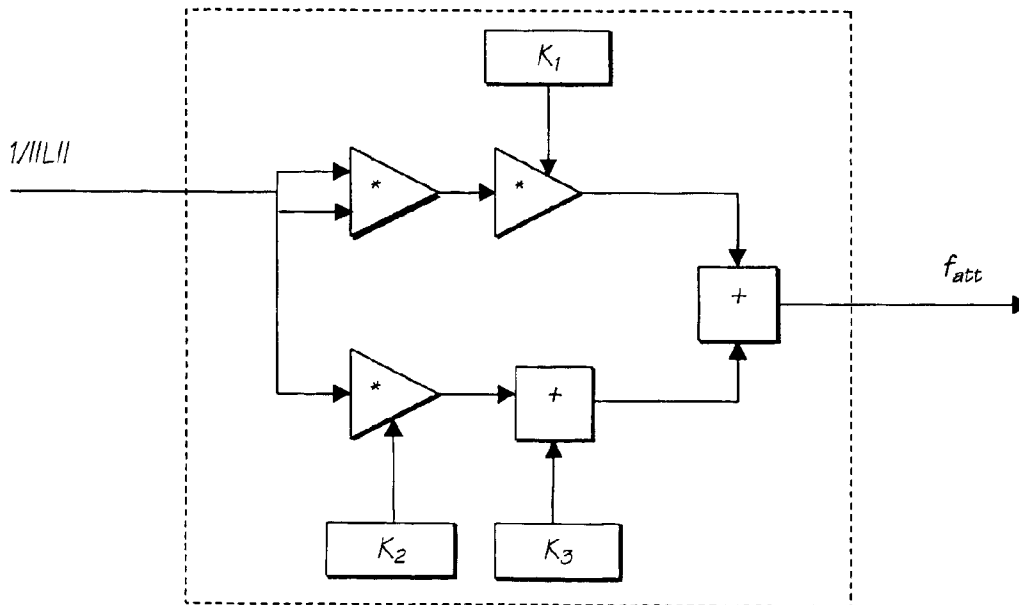 K₁
1/||L||
*
*
+
f_att
*
+
K₂
K₃